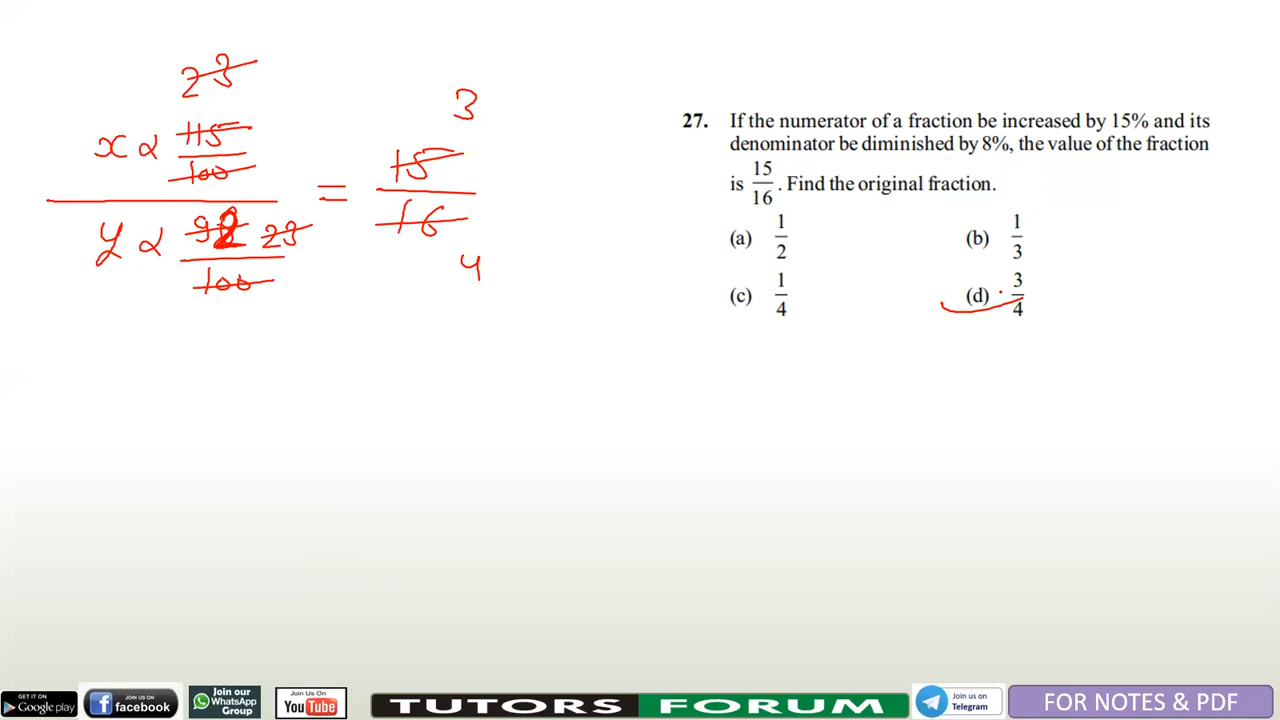 23
x × 115
100
y × 92 23
100
=
3
15
16
4
27. If the numerator of a fraction be increased by 15% and its
denominator be diminished by 8%, the value of the fraction
is 15/16 . Find the original fraction.
(a) 1/2 (b) 1/3
(c) 1/4 (d) 3/4
GET IT ON
Google play
JOIN US ON
facebook
Join our
WhatsApp
Group
Join Us On
YouTube
TUTORS FORUM
Join us on
Telegram
FOR NOTES & PDF